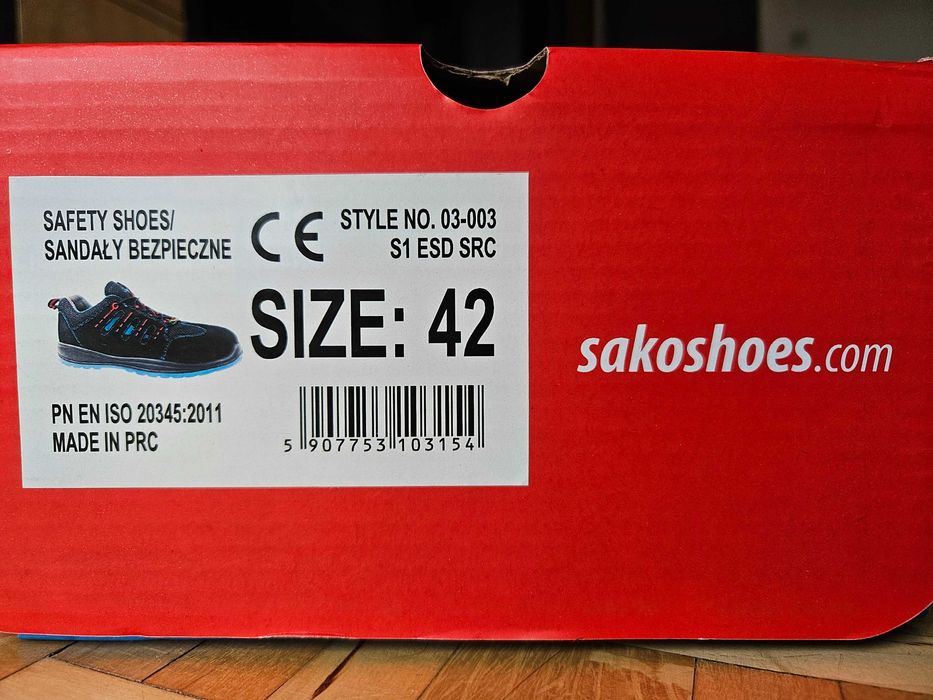 SAFETY SHOES/
SANDAŁY BEZPIECZNE
CE
STYLE NO. 03-003
S1 ESD SRC
SIZE: 42
PN EN ISO 20345:2011
MADE IN PRC
5 907753 103154
sakoshoes.com